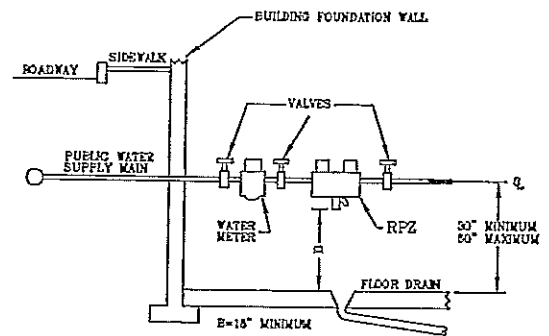 BUILDING FOUNDATION WALL
SIDEWALK
ROADWAY
VALVES
PUBLIC WATER
SUPPLY MAIN
WATER
METER
RPZ
30" MINIMUM
60" MAXIMUM
FLOOR DRAIN
B=18" MINIMUM